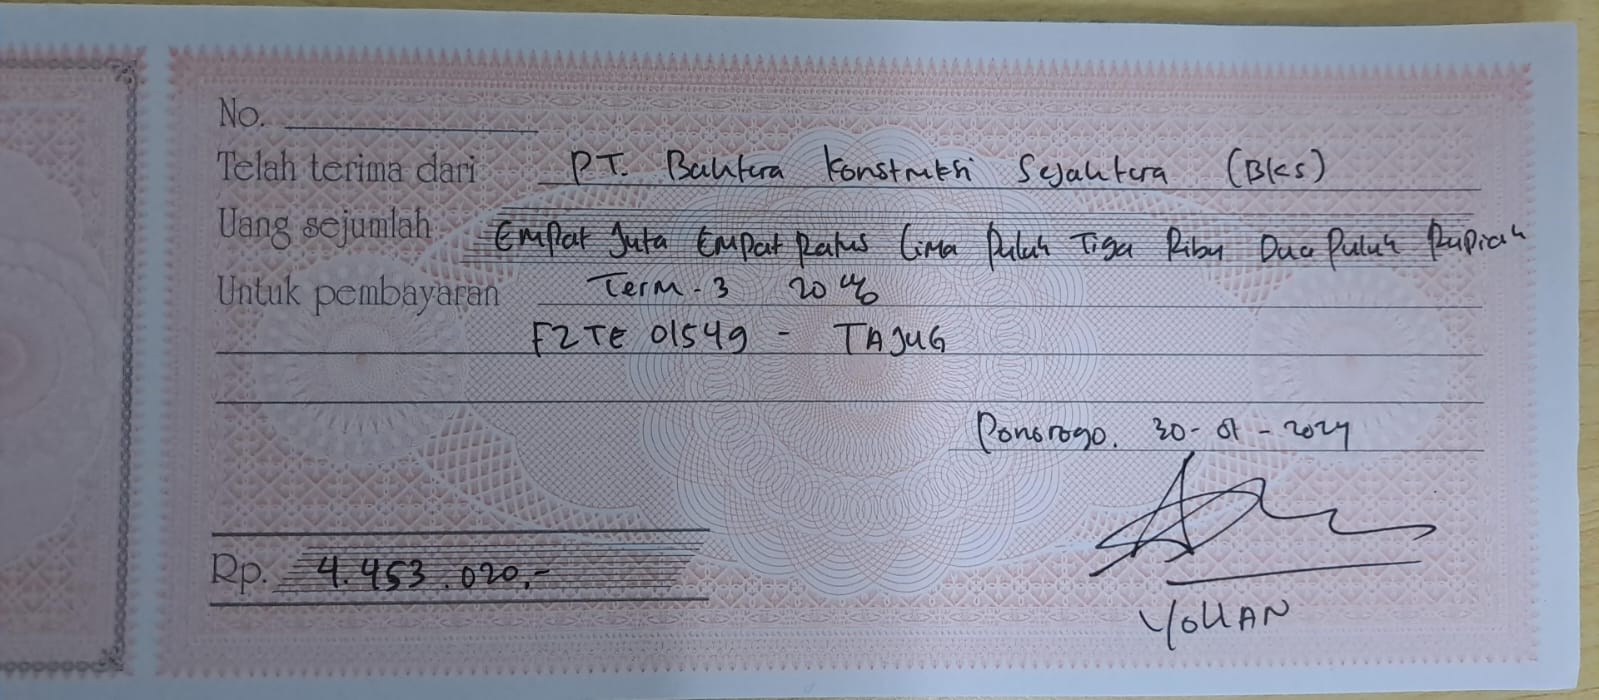 No.
Telah terima dari PT. Bahtera Konstruksi Sejahtera (BKS)
Uang sejumlah Empat Juta Empat Ratus Lima Puluh Tiga Ribu Dua Puluh Rupiah
Untuk pembayaran Term-3 20%
F2TE 01549 - TAJUG
Ponorogo. 30-01-2024
Rp. 4.453.020,-
YOHAN